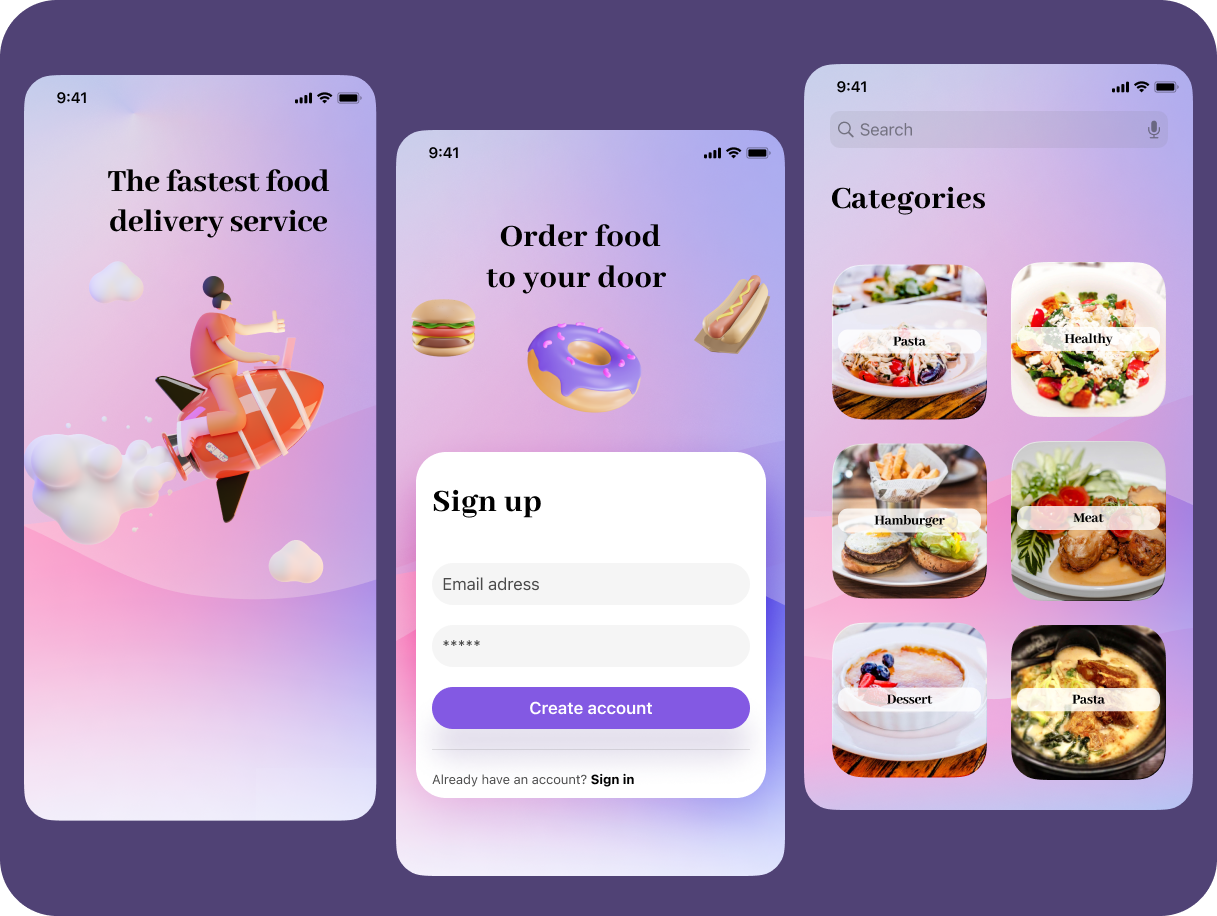 9:41
The fastest food
delivery service
9:41
Order food
to your door
Sign up
Email adress
*****
Create account
Already have an account? Sign in
9:41
Search
Categories
Pasta
Healthy
Hamburger
Meat
Dessert
Pasta